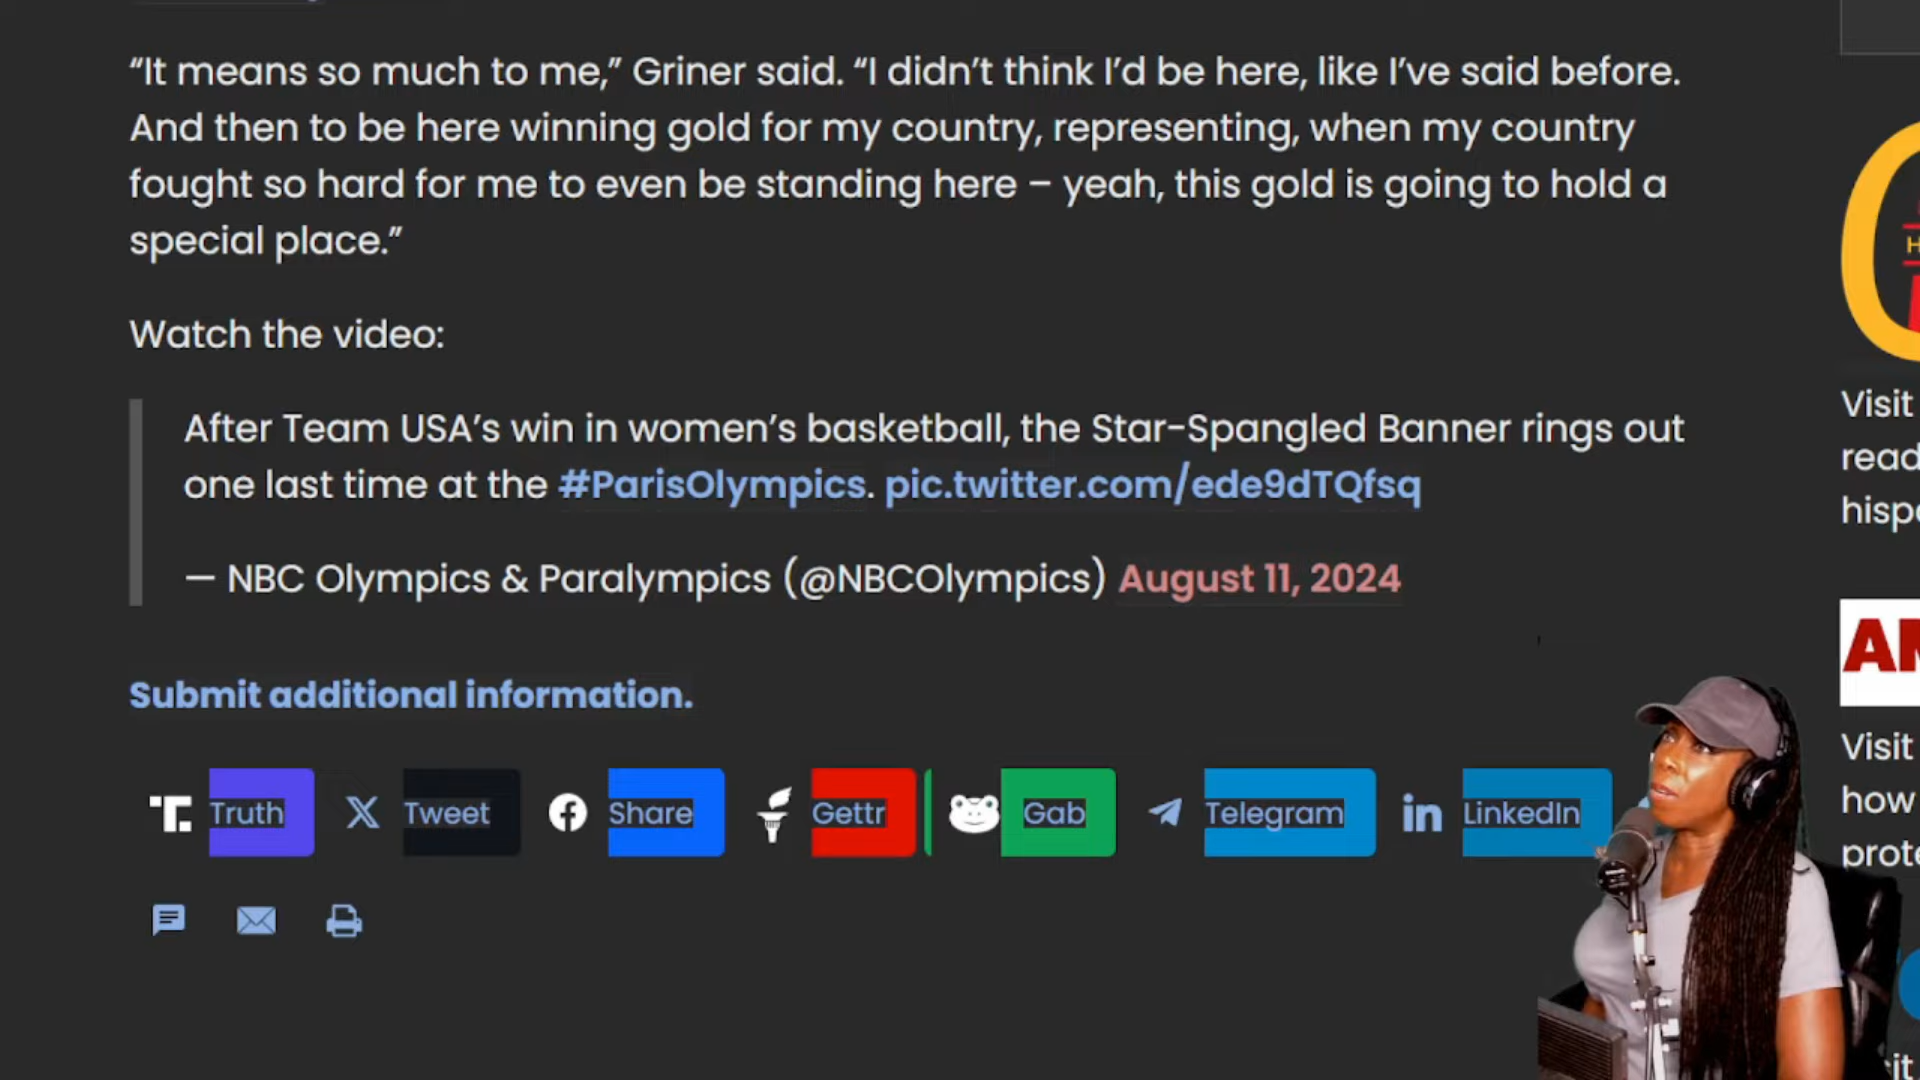 “It means so much to me,” Griner said. “I didn’t think I’d be here, like I’ve said before.
And then to be here winning gold for my country, representing, when my country
fought so hard for me to even be standing here – yeah, this gold is going to hold a
special place.”
Watch the video:
After Team USA’s win in women’s basketball, the Star-Spangled Banner rings out
one last time at the #ParisOlympics. pic.twitter.com/ede9dTQfsq
— NBC Olympics & Paralympics (@NBCOlympics) August 11, 2024
Submit additional information.
Truth Tweet Share Gettr Gab Telegram LinkedIn
H
Visit
read
hisp
AM
Visit
how
prote